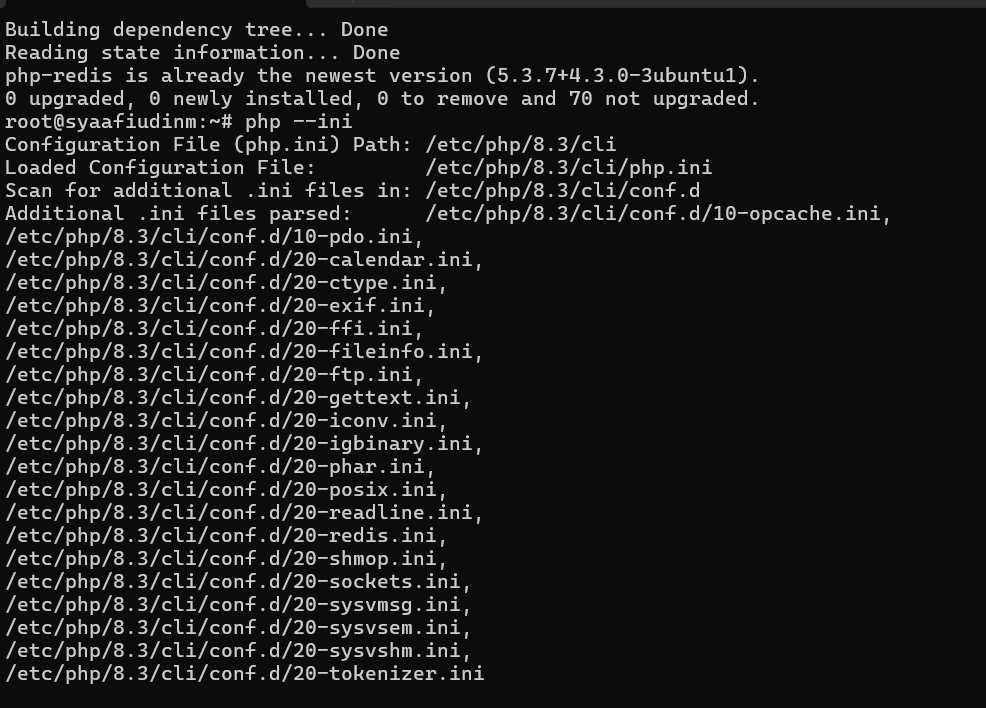 Building dependency tree... Done
Reading state information... Done
php-redis is already the newest version (5.3.7+4.3.0-3ubuntu1).
0 upgraded, 0 newly installed, 0 to remove and 70 not upgraded.
root@syaafiudinm:~# php --ini
Configuration File (php.ini) Path: /etc/php/8.3/cli
Loaded Configuration File:         /etc/php/8.3/cli/php.ini
Scan for additional .ini files in: /etc/php/8.3/cli/conf.d
Additional .ini files parsed:      /etc/php/8.3/cli/conf.d/10-opcache.ini,
/etc/php/8.3/cli/conf.d/10-pdo.ini,
/etc/php/8.3/cli/conf.d/20-calendar.ini,
/etc/php/8.3/cli/conf.d/20-ctype.ini,
/etc/php/8.3/cli/conf.d/20-exif.ini,
/etc/php/8.3/cli/conf.d/20-ffi.ini,
/etc/php/8.3/cli/conf.d/20-fileinfo.ini,
/etc/php/8.3/cli/conf.d/20-ftp.ini,
/etc/php/8.3/cli/conf.d/20-gettext.ini,
/etc/php/8.3/cli/conf.d/20-iconv.ini,
/etc/php/8.3/cli/conf.d/20-igbinary.ini,
/etc/php/8.3/cli/conf.d/20-phar.ini,
/etc/php/8.3/cli/conf.d/20-posix.ini,
/etc/php/8.3/cli/conf.d/20-readline.ini,
/etc/php/8.3/cli/conf.d/20-redis.ini,
/etc/php/8.3/cli/conf.d/20-shmop.ini,
/etc/php/8.3/cli/conf.d/20-sockets.ini,
/etc/php/8.3/cli/conf.d/20-sysvmsg.ini,
/etc/php/8.3/cli/conf.d/20-sysvsem.ini,
/etc/php/8.3/cli/conf.d/20-sysvshm.ini,
/etc/php/8.3/cli/conf.d/20-tokenizer.ini